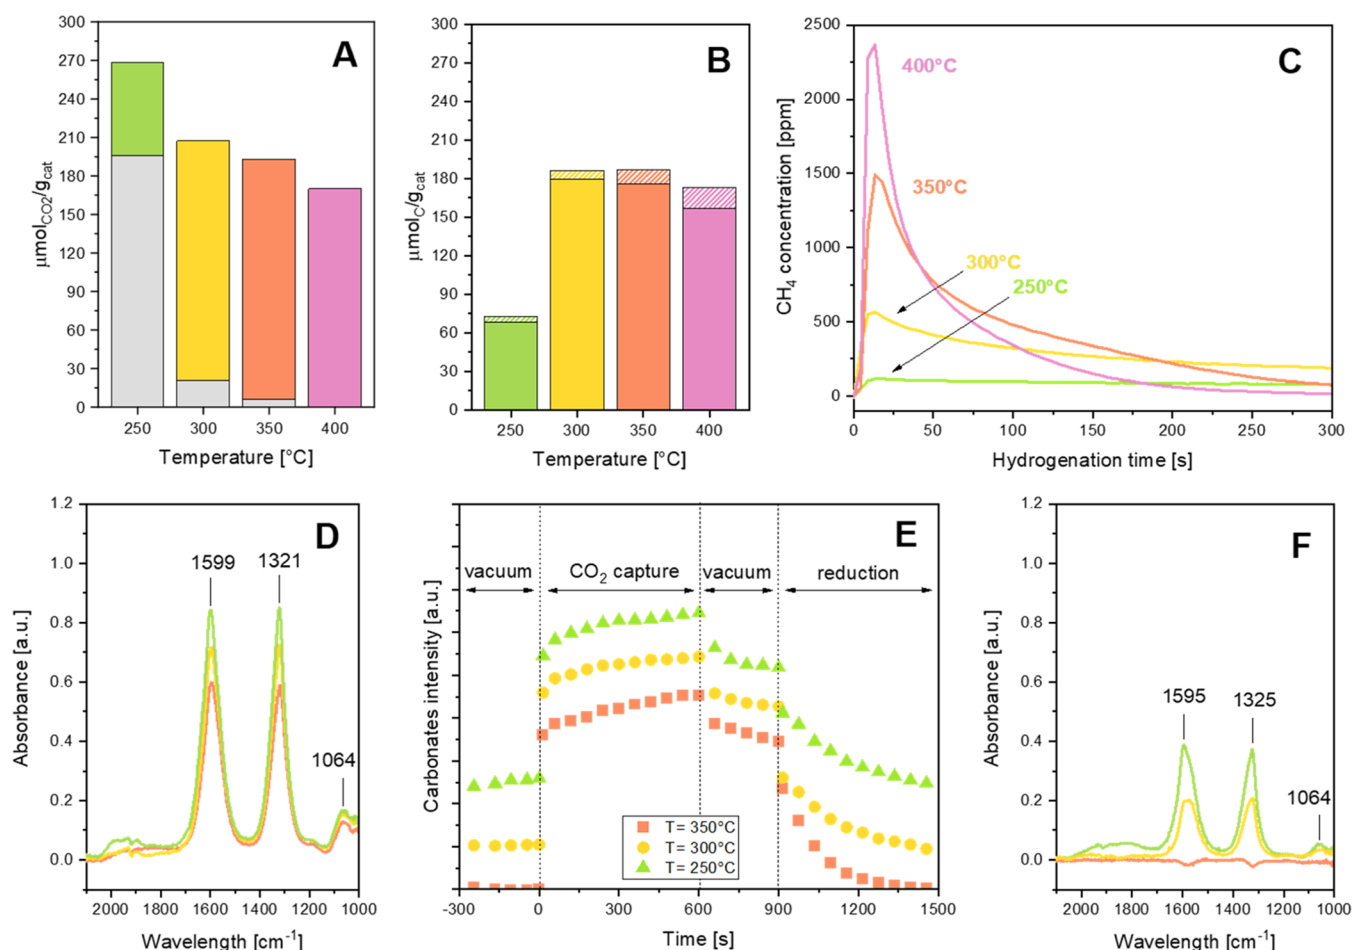 A
300
270
240
210
180
150
120
90
60
30
0
μmol_CO2/g_cat
250 300 350 400
Temperature [°C]
B
300
270
240
210
180
150
120
90
60
30
0
μmol_C/g_cat
250 300 350 400
Temperature [°C]
C
2500
2000
1500
1000
500
0
CH4 concentration [ppm]
400°C
350°C
300°C
250°C
0 50 100 150 200 250 300
Hydrogenation time [s]
D
1.2
1.0
0.8
0.6
0.4
0.2
0.0
Absorbance [a.u.]
1599
1321
1064
2000 1800 1600 1400 1200 1000
Wavelength [cm⁻¹]
E
Carbonates intensity [a.u.]
vacuum
CO2 capture
vacuum
reduction
T= 350°C
T= 300°C
T= 250°C
-300 0 300 600 900 1200 1500
Time [s]
F
1.2
1.0
0.8
0.6
0.4
0.2
0.0
Absorbance [a.u.]
1595
1325
1064
2000 1800 1600 1400 1200 1000
Wavelength [cm⁻¹]